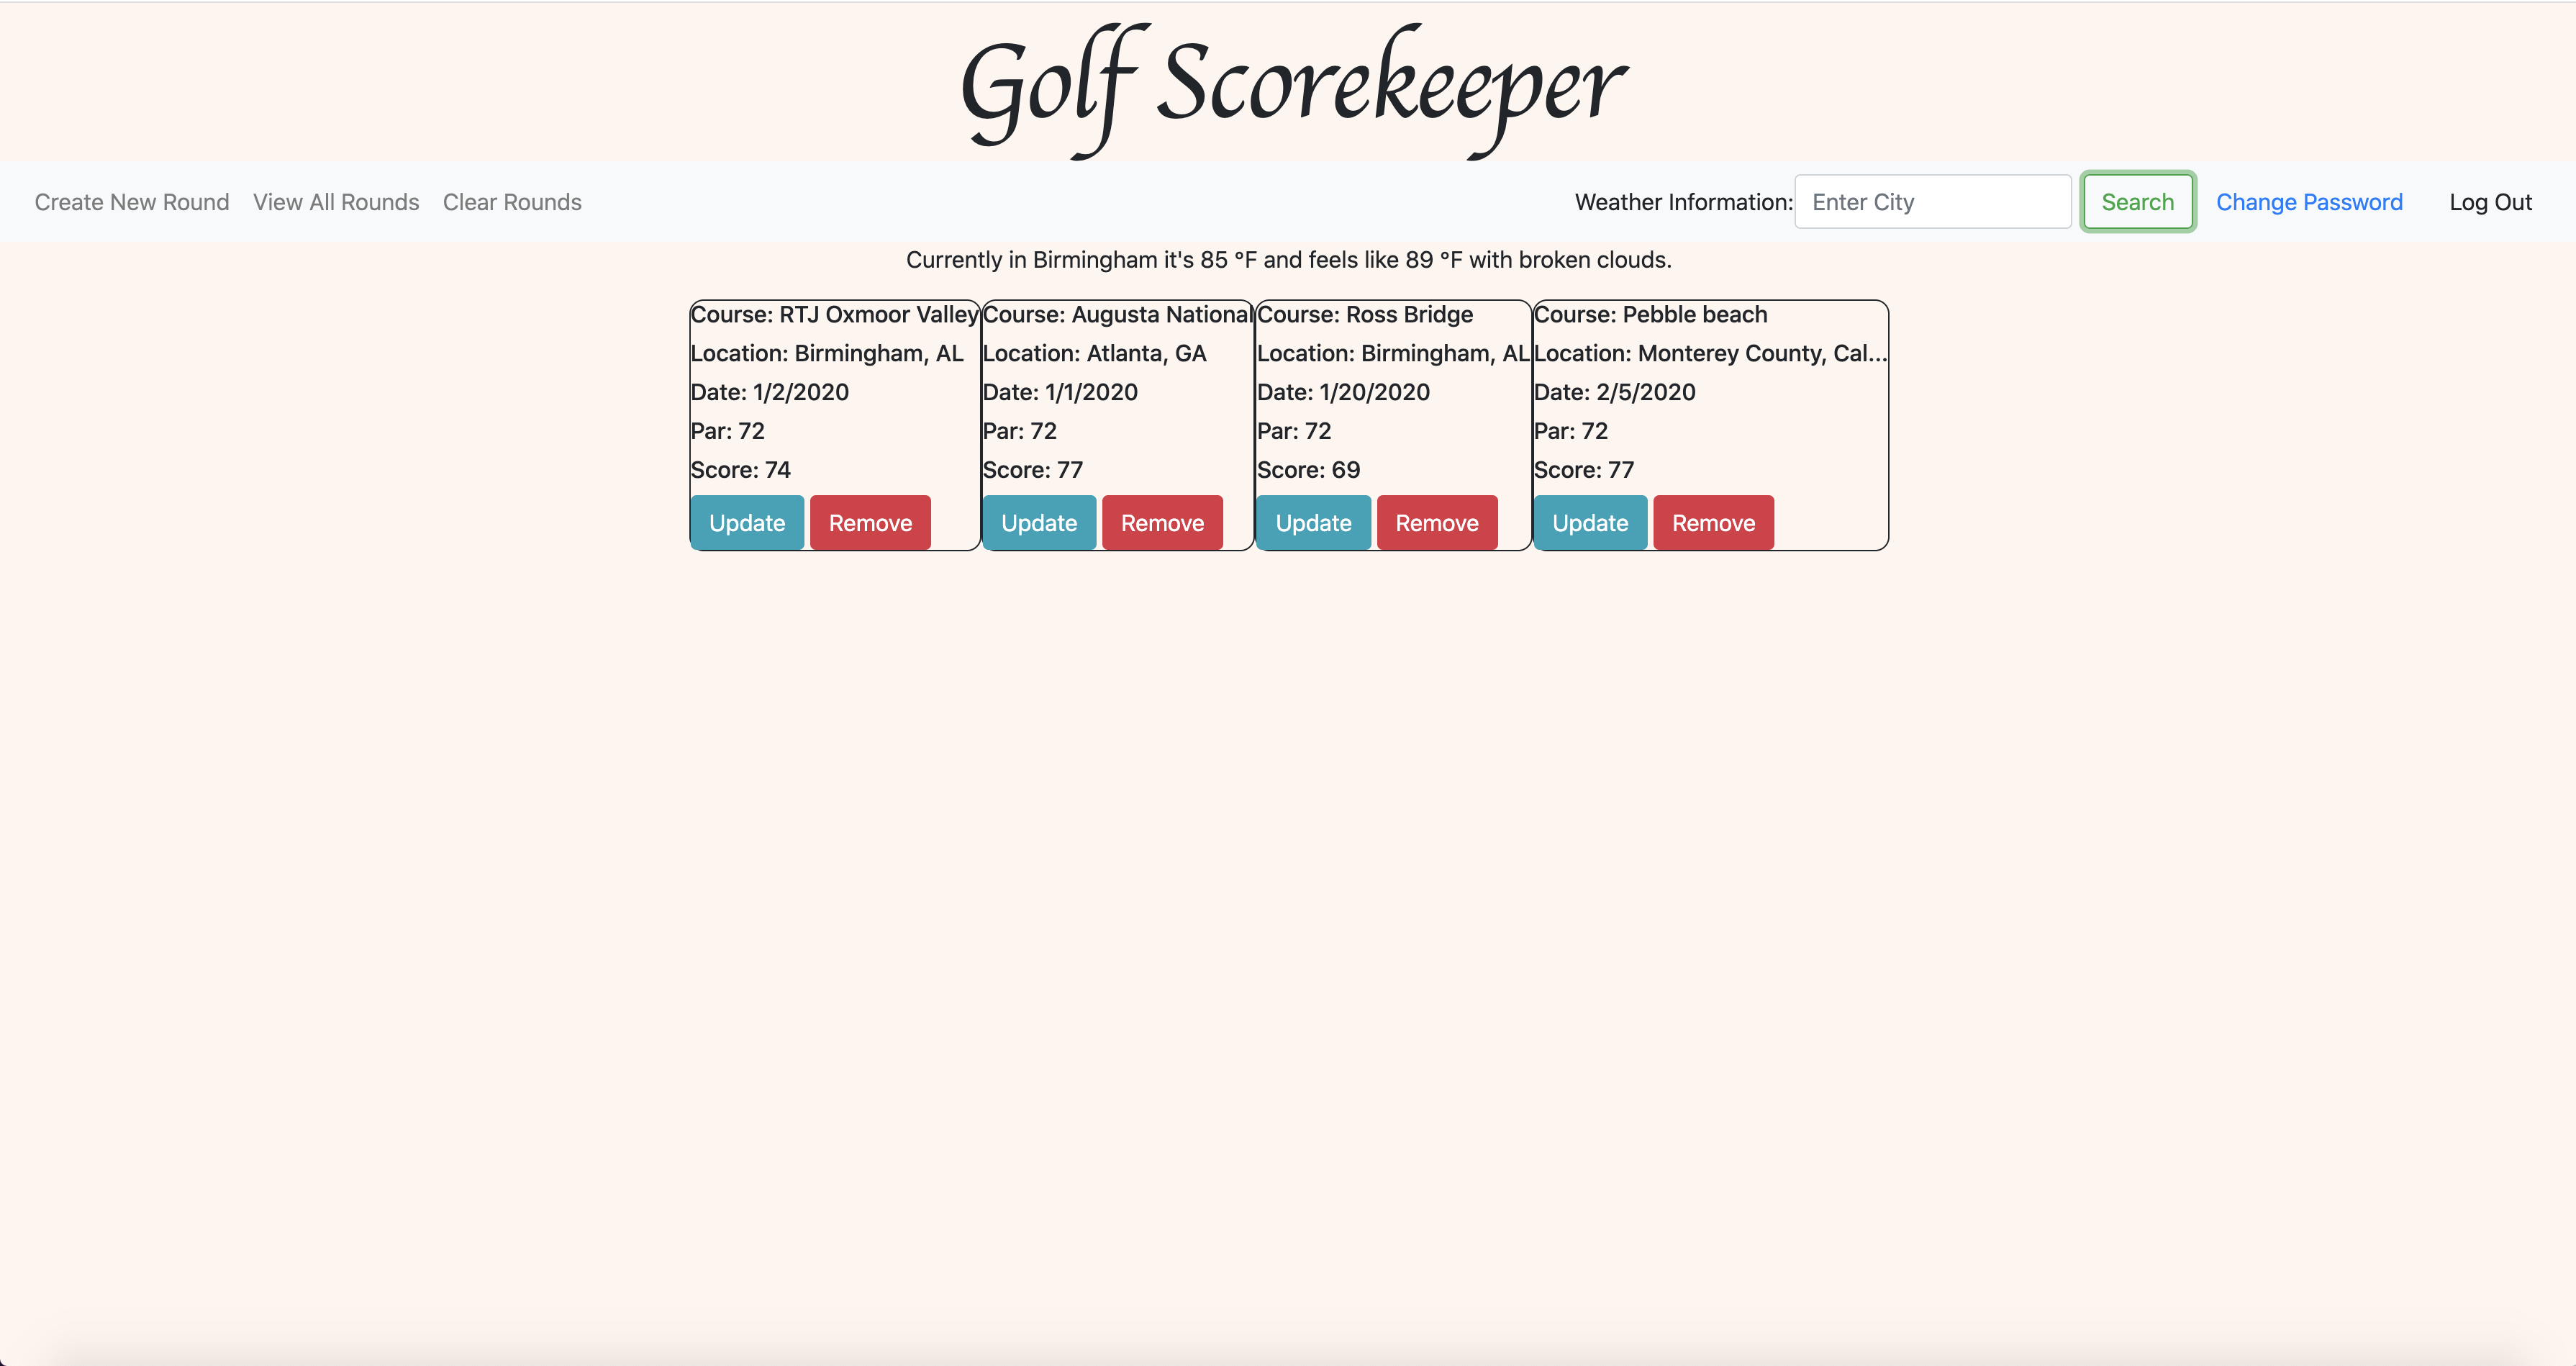 Golf Scorekeeper
Create New Round View All Rounds Clear Rounds Weather Information: Enter City Search Change Password Log Out
Currently in Birmingham it's 85 °F and feels like 89 °F with broken clouds.
Course: RTJ Oxmoor Valley
Location: Birmingham, AL
Date: 1/2/2020
Par: 72
Score: 74
Update Remove
Course: Augusta National
Location: Atlanta, GA
Date: 1/1/2020
Par: 72
Score: 77
Update Remove
Course: Ross Bridge
Location: Birmingham, AL
Date: 1/20/2020
Par: 72
Score: 69
Update Remove
Course: Pebble beach
Location: Monterey County, Cal...
Date: 2/5/2020
Par: 72
Score: 77
Update Remove